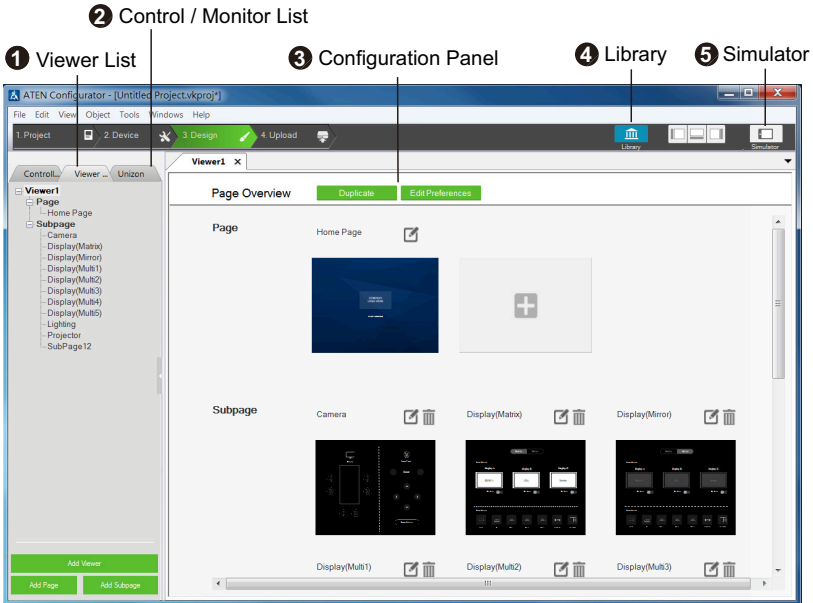 2 Control / Monitor List
1 Viewer List
3 Configuration Panel
4 Library
5 Simulator
ATEN Configurator - [Untitled Project.vkproj*]
File Edit View Object Tools Windows Help
1. Project
2. Device
3. Design
4. Upload
Library
Simulator
Controll...
Viewer ...
Unizon
Viewer1
Page
Home Page
Subpage
Camera
Display(Matrix)
Display(Mirror)
Display(Multi1)
Display(Multi2)
Display(Multi3)
Display(Multi4)
Display(Multi5)
Lighting
Projector
SubPage12
Add Viewer
Add Page
Add Subpage
Viewer1 X
Page Overview
Duplicate
Edit Preferences
Page
Home Page
Subpage
Camera
Display(Matrix)
Display(Mirror)
Display(Multi1)
Display(Multi2)
Display(Multi3)